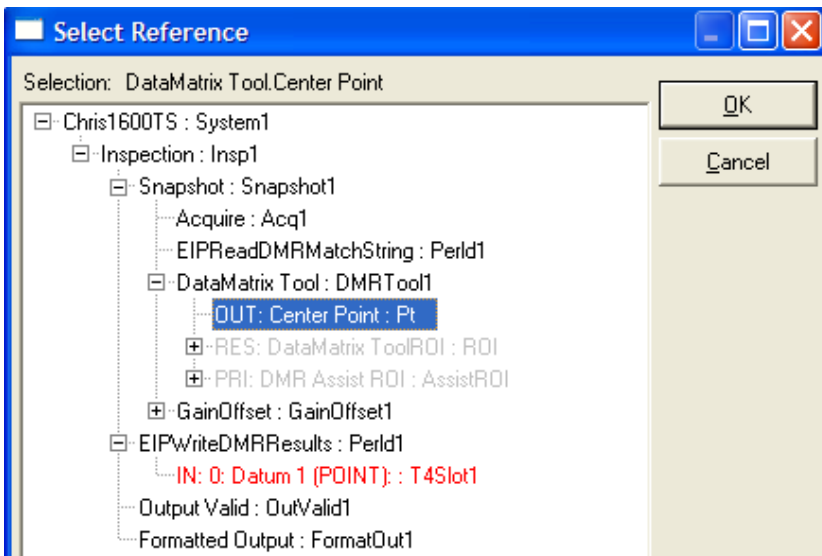 Select Reference
Selection: DataMatrix Tool.Center Point
OK
Cancel
Chris1600TS : System1
Inspection : Insp1
Snapshot : Snapshot1
Acquire : Acq1
EIPReadDMRMatchString : PerId1
DataMatrix Tool : DMRTool1
OUT: Center Point : Pt
RES: DataMatrix ToolROI : ROI
PRI: DMR Assist ROI : AssistROI
GainOffset : GainOffset1
EIPWriteDMRResults : PerId1
IN: 0: Datum 1 (POINT): : T4Slot1
Output Valid : OutValid1
Formatted Output : FormatOut1